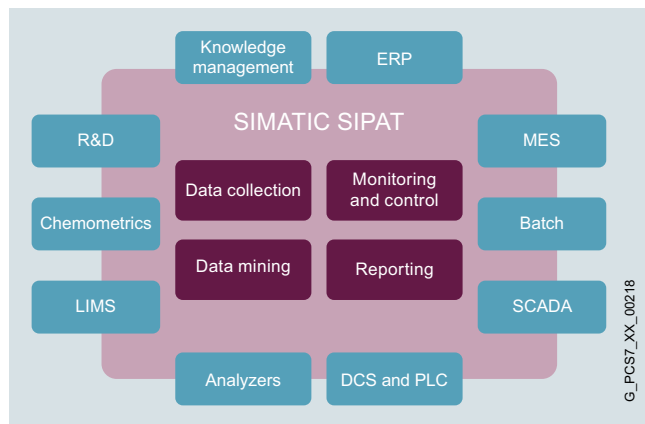 Knowledge
management
ERP
SIMATIC SIPAT
R&D
MES
Data collection
Monitoring
and control
Chemometrics
Batch
Data mining
Reporting
LIMS
SCADA
Analyzers
DCS and PLC
G_PCS7_XX_00218